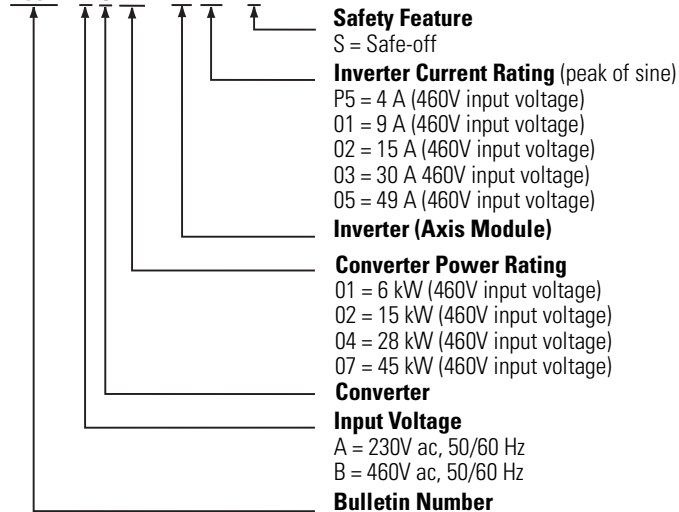 Safety Feature
S = Safe-off
Inverter Current Rating (peak of sine)
P5 = 4 A (460V input voltage)
01 = 9 A (460V input voltage)
02 = 15 A (460V input voltage)
03 = 30 A 460V input voltage)
05 = 49 A (460V input voltage)
Inverter (Axis Module)
Converter Power Rating
01 = 6 kW (460V input voltage)
02 = 15 kW (460V input voltage)
04 = 28 kW (460V input voltage)
07 = 45 kW (460V input voltage)
Converter
Input Voltage
A = 230V ac, 50/60 Hz
B = 460V ac, 50/60 Hz
Bulletin Number